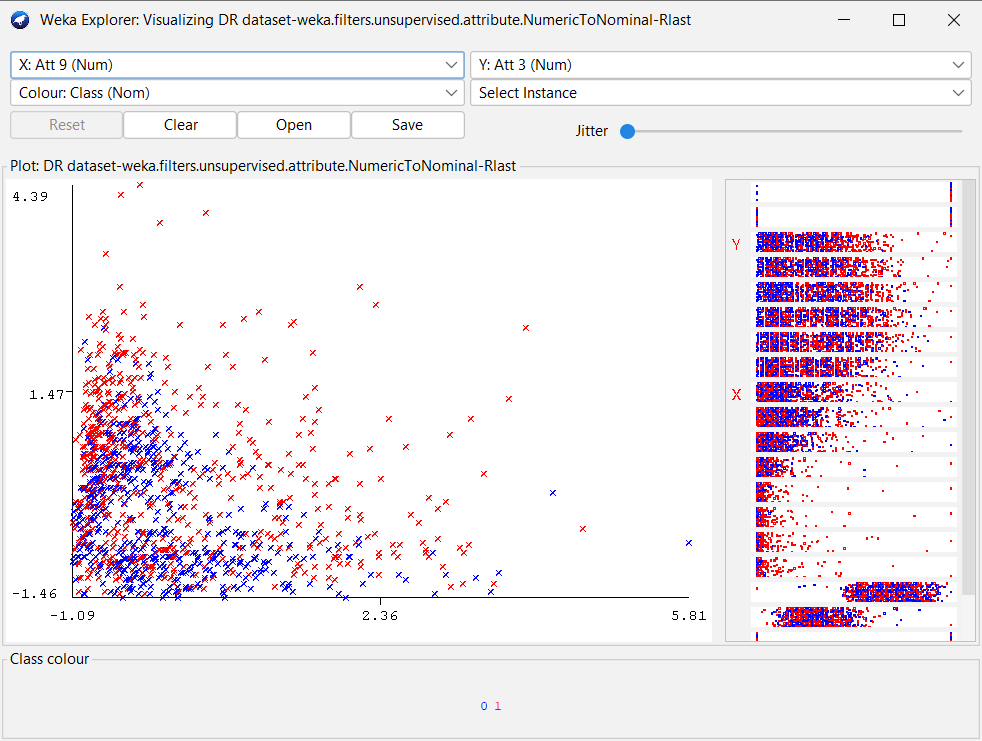 Weka Explorer: Visualizing DR dataset-weka.filters.unsupervised.attribute.NumericToNominal-Rlast
X: Att 9 (Num) Y: Att 3 (Num)
Colour: Class (Nom) Select Instance
Reset Clear Open Save Jitter
Plot: DR dataset-weka.filters.unsupervised.attribute.NumericToNominal-Rlast
4.39
Y
1.47
X
-1.46
-1.09 2.36 5.81
Class colour
0 1